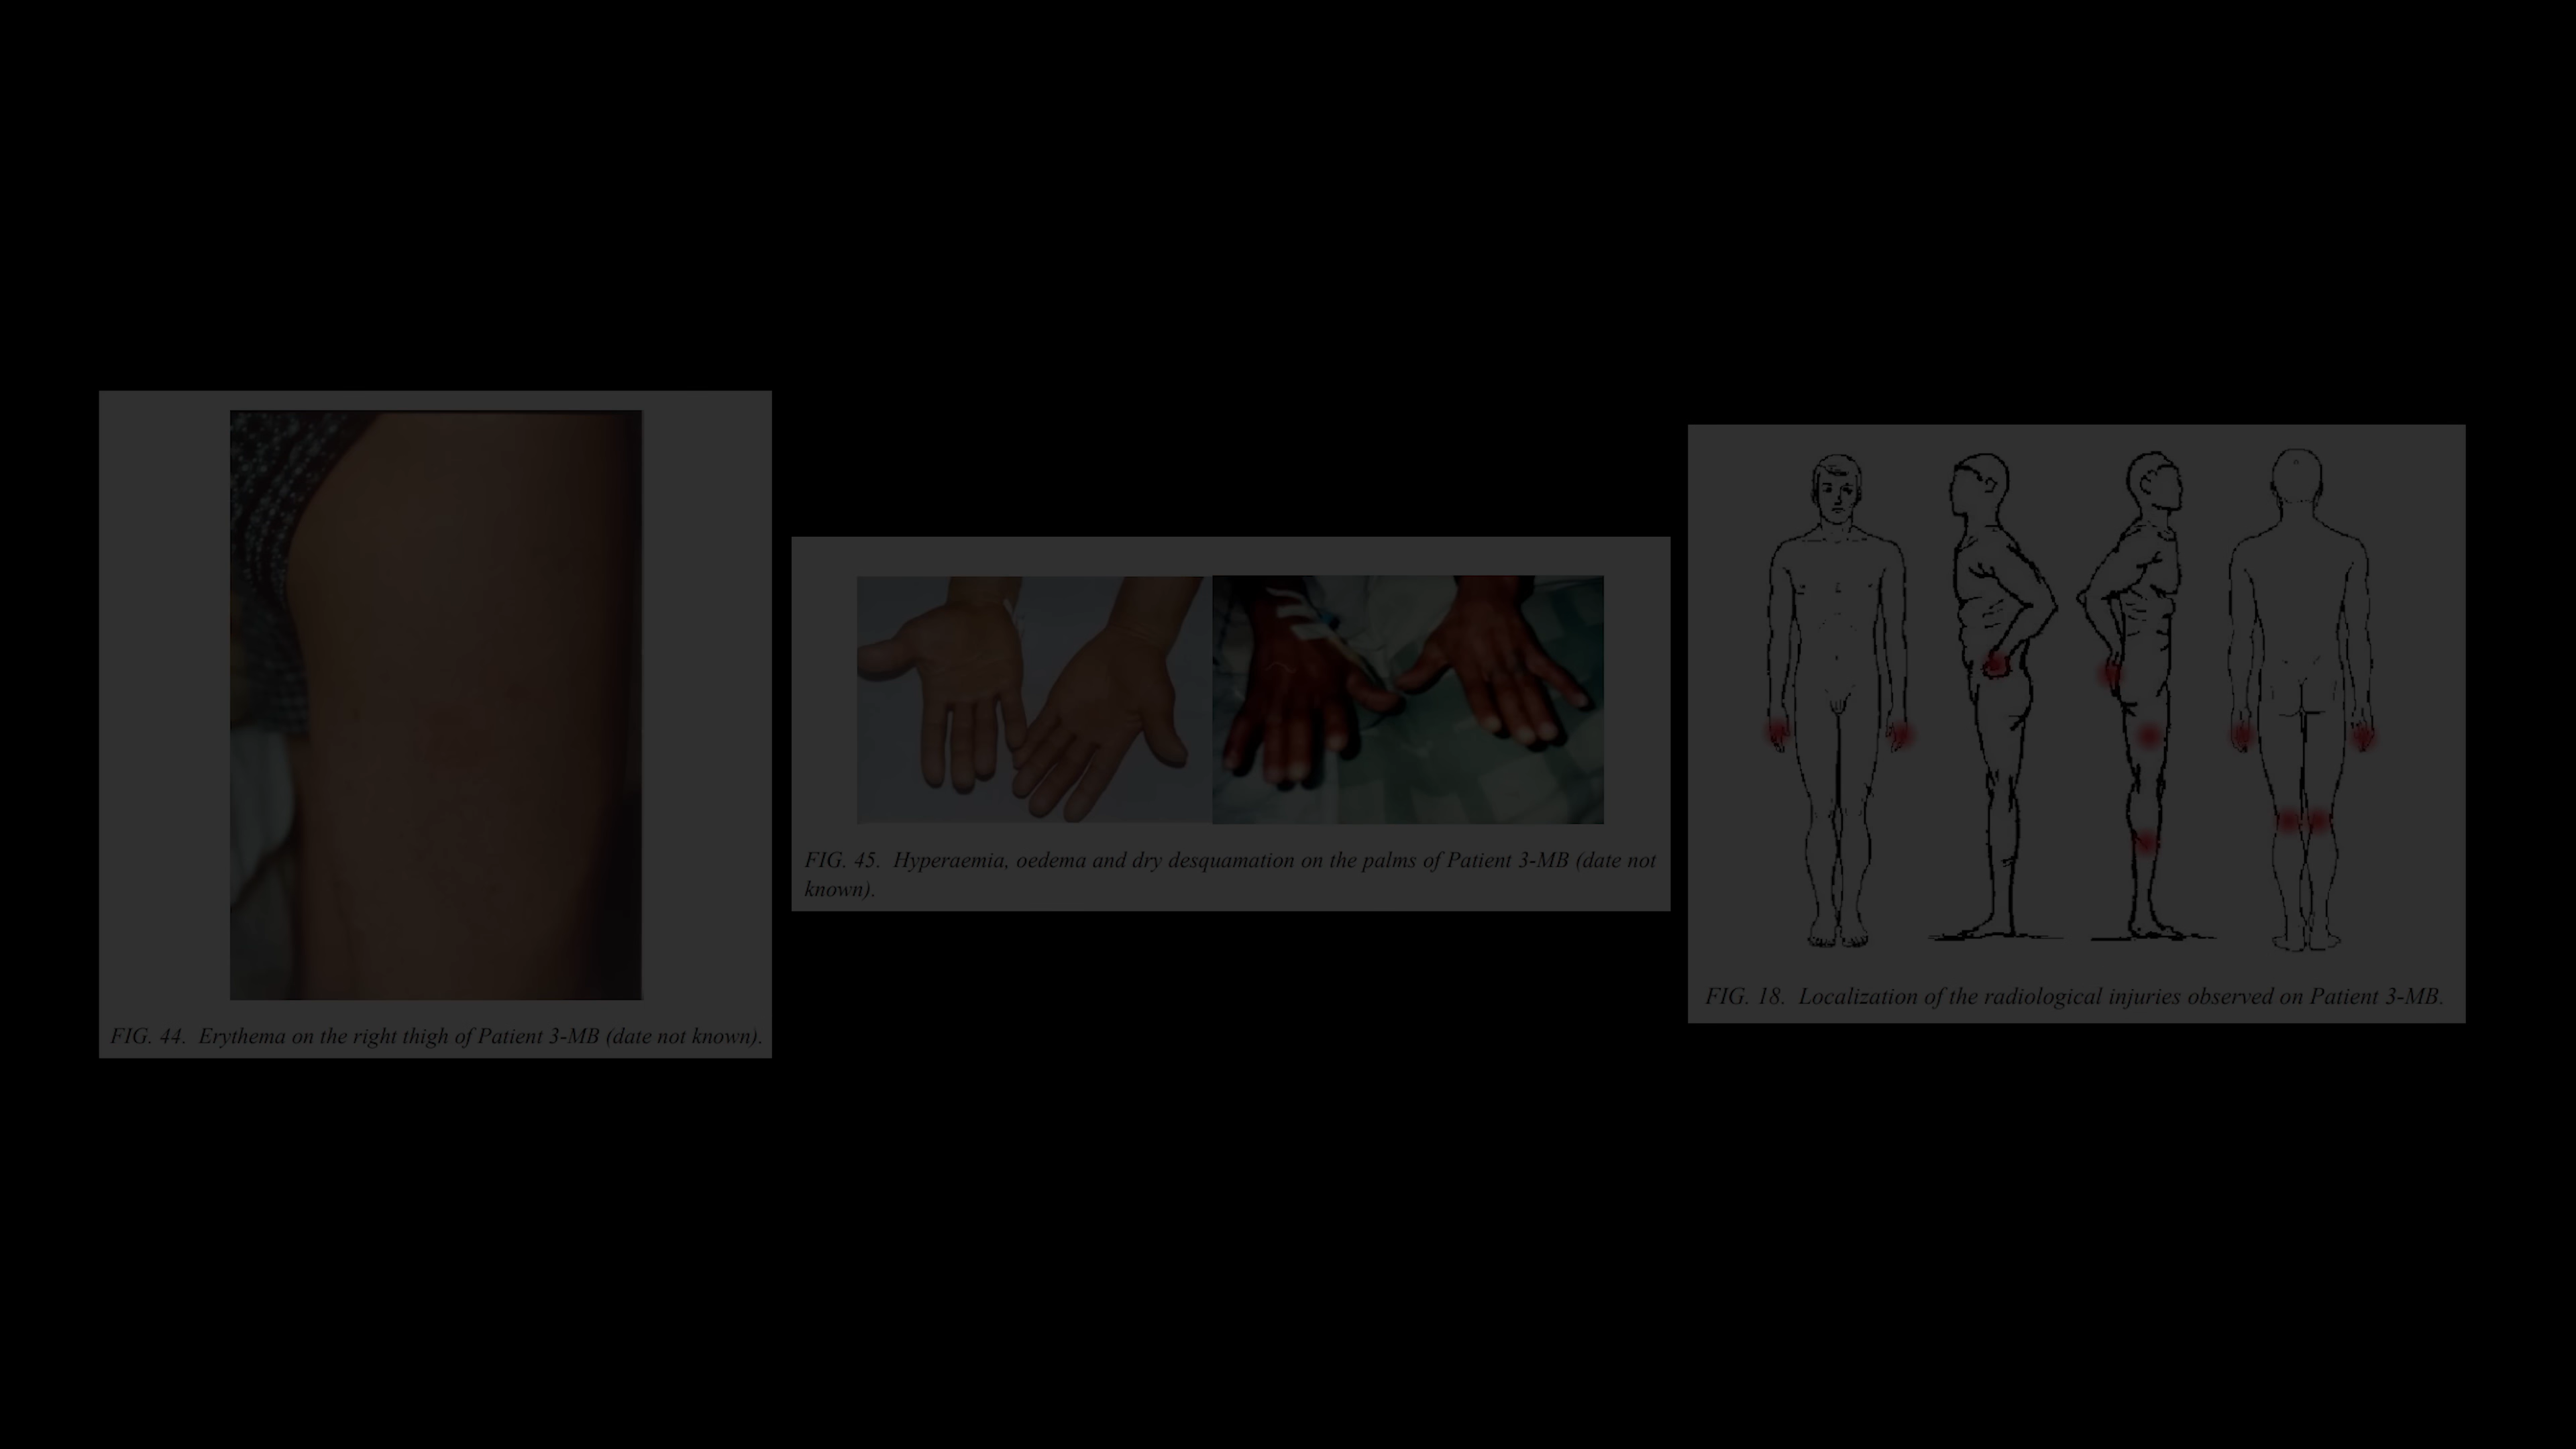 FIG. 44. Erythema on the right thigh of Patient 3-MB (date not known).
FIG. 45. Hyperaemia, oedema and dry desquamation on the palms of Patient 3-MB (date not
known).
FIG. 18. Localization of the radiological injuries observed on Patient 3-MB.